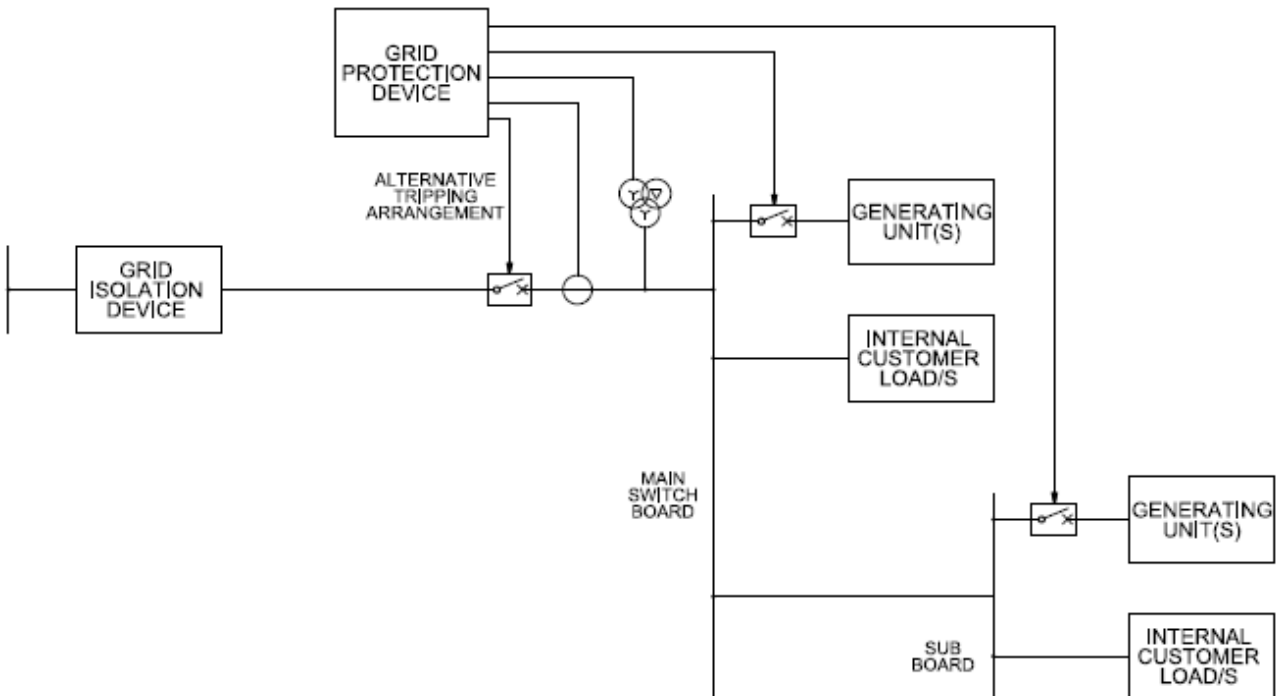 GRID
PROTECTION
DEVICE
ALTERNATIVE
TRIPPING
ARRANGEMENT
GRID
ISOLATION
DEVICE
GENERATING
UNIT(S)
INTERNAL
CUSTOMER
LOAD/S
MAIN
SWITCH
BOARD
GENERATING
UNIT(S)
SUB
BOARD
INTERNAL
CUSTOMER
LOAD/S